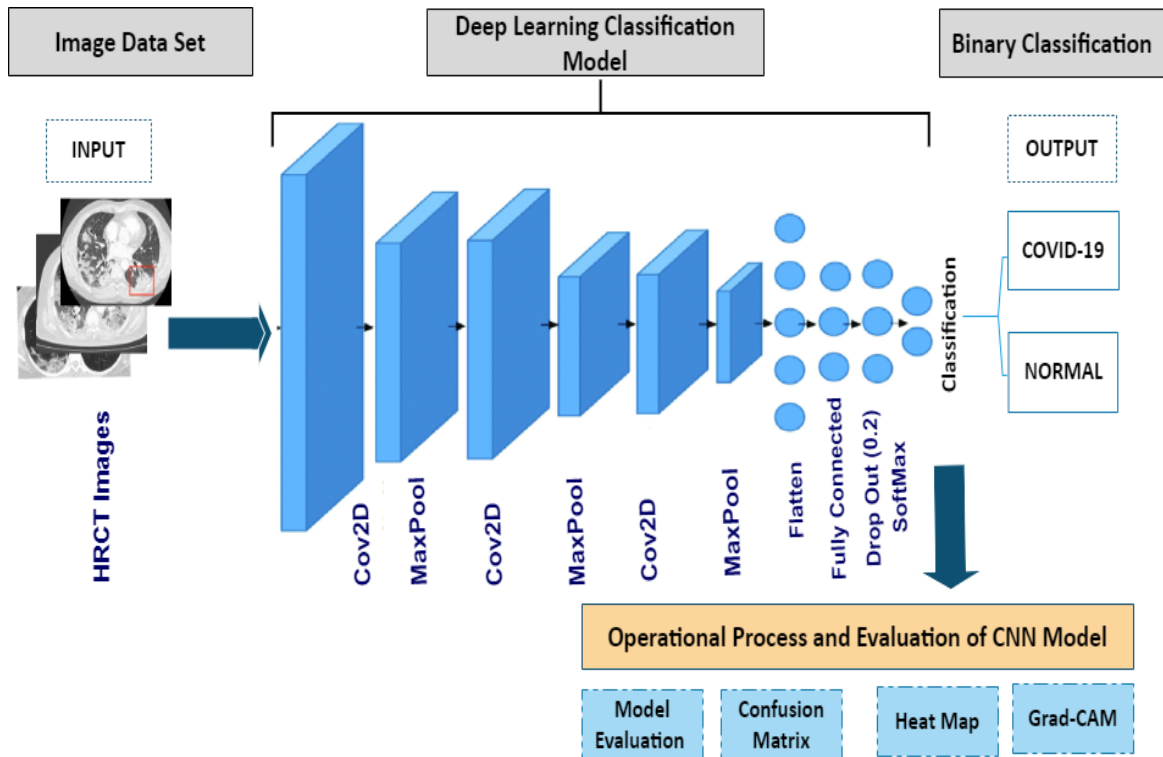 Image Data Set
Deep Learning Classification
Model
Binary Classification
INPUT
OUTPUT
COVID-19
NORMAL
Classification
HRCT Images
Cov2D
MaxPool
Cov2D
MaxPool
Cov2D
MaxPool
Flatten
Fully Connected
Drop Out (0.2)
SoftMax
Operational Process and Evaluation of CNN Model
Model
Evaluation
Confusion
Matrix
Heat Map
Grad-CAM